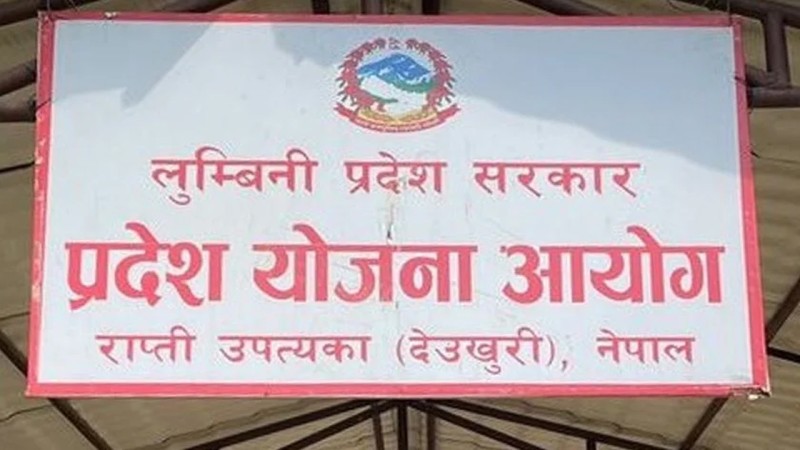 लुम्बिनी प्रदेश सरकार
प्रदेश योजना आयोग
राप्ती उपत्यका (देउखुरी), नेपाल